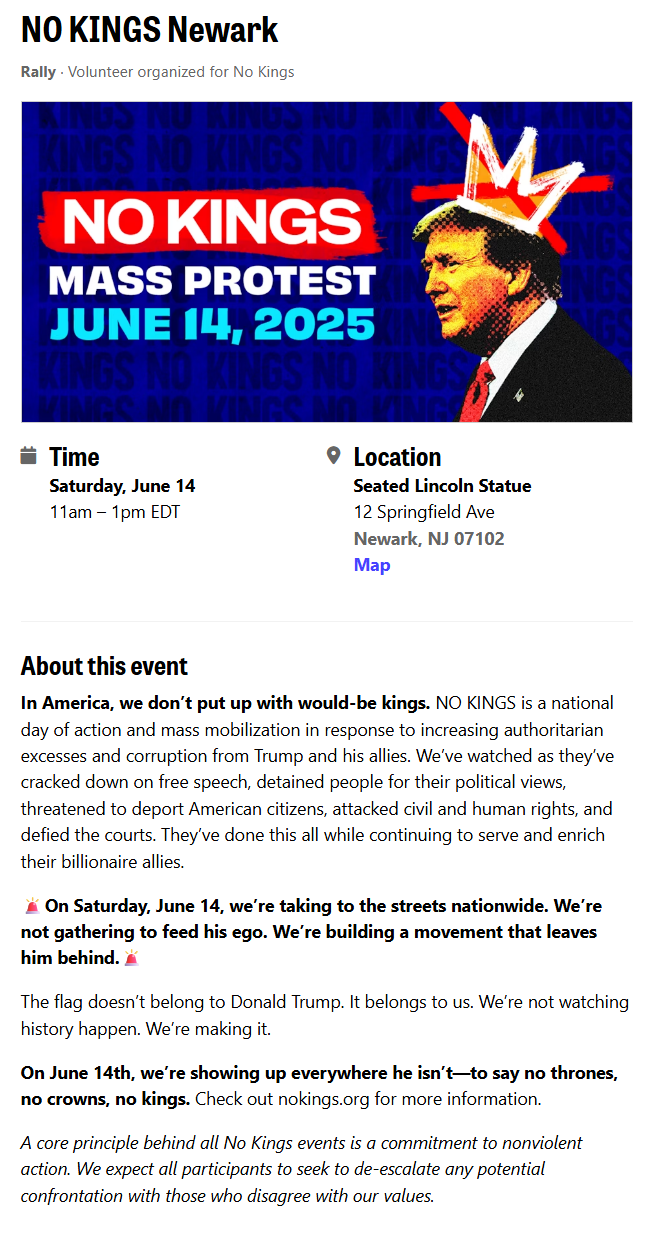 NO KINGS Newark
Rally · Volunteer organized for No Kings
NO KINGS
MASS PROTEST
JUNE 14, 2025
Time
Saturday, June 14
11am – 1pm EDT
Location
Seated Lincoln Statue
12 Springfield Ave
Newark, NJ 07102
Map
About this event
In America, we don’t put up with would-be kings. NO KINGS is a national
day of action and mass mobilization in response to increasing authoritarian
excesses and corruption from Trump and his allies. We’ve watched as they’ve
cracked down on free speech, detained people for their political views,
threatened to deport American citizens, attacked civil and human rights, and
defied the courts. They’ve done this all while continuing to serve and enrich
their billionaire allies.
🚨 On Saturday, June 14, we’re taking to the streets nationwide. We’re
not gathering to feed his ego. We’re building a movement that leaves
him behind. 🚨
The flag doesn’t belong to Donald Trump. It belongs to us. We’re not watching
history happen. We’re making it.
On June 14th, we’re showing up everywhere he isn’t—to say no thrones,
no crowns, no kings. Check out nokings.org for more information.
A core principle behind all No Kings events is a commitment to nonviolent
action. We expect all participants to seek to de-escalate any potential
confrontation with those who disagree with our values.